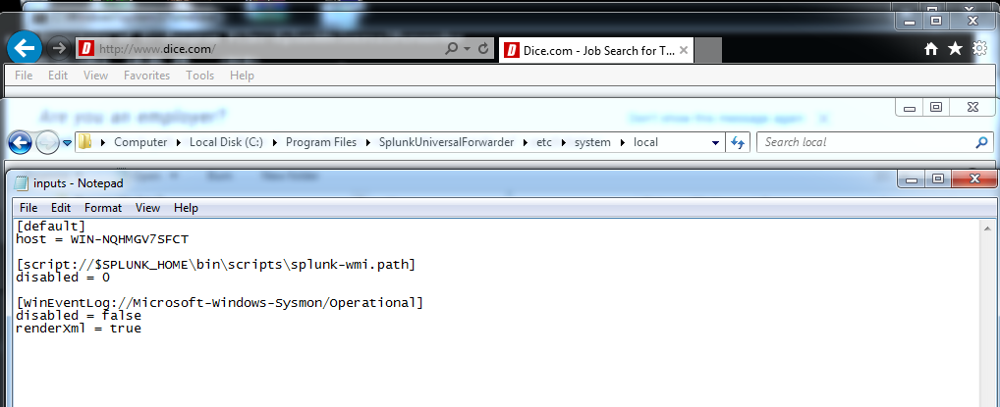 http://www.dice.com/
Dice.com - Job Search for T...
File Edit View Favorites Tools Help
Are you an employer?
Don't show this message again
Computer Local Disk (C:) Program Files SplunkUniversalForwarder etc system local
Search local
Burn New folder
inputs - Notepad
File Edit Format View Help
[default]
host = WIN-NQHMGV7SFCT
[script://$SPLUNK_HOME\bin\scripts\splunk-wmi.path]
disabled = 0
[WinEventLog://Microsoft-Windows-Sysmon/Operational]
disabled = false
renderXml = true